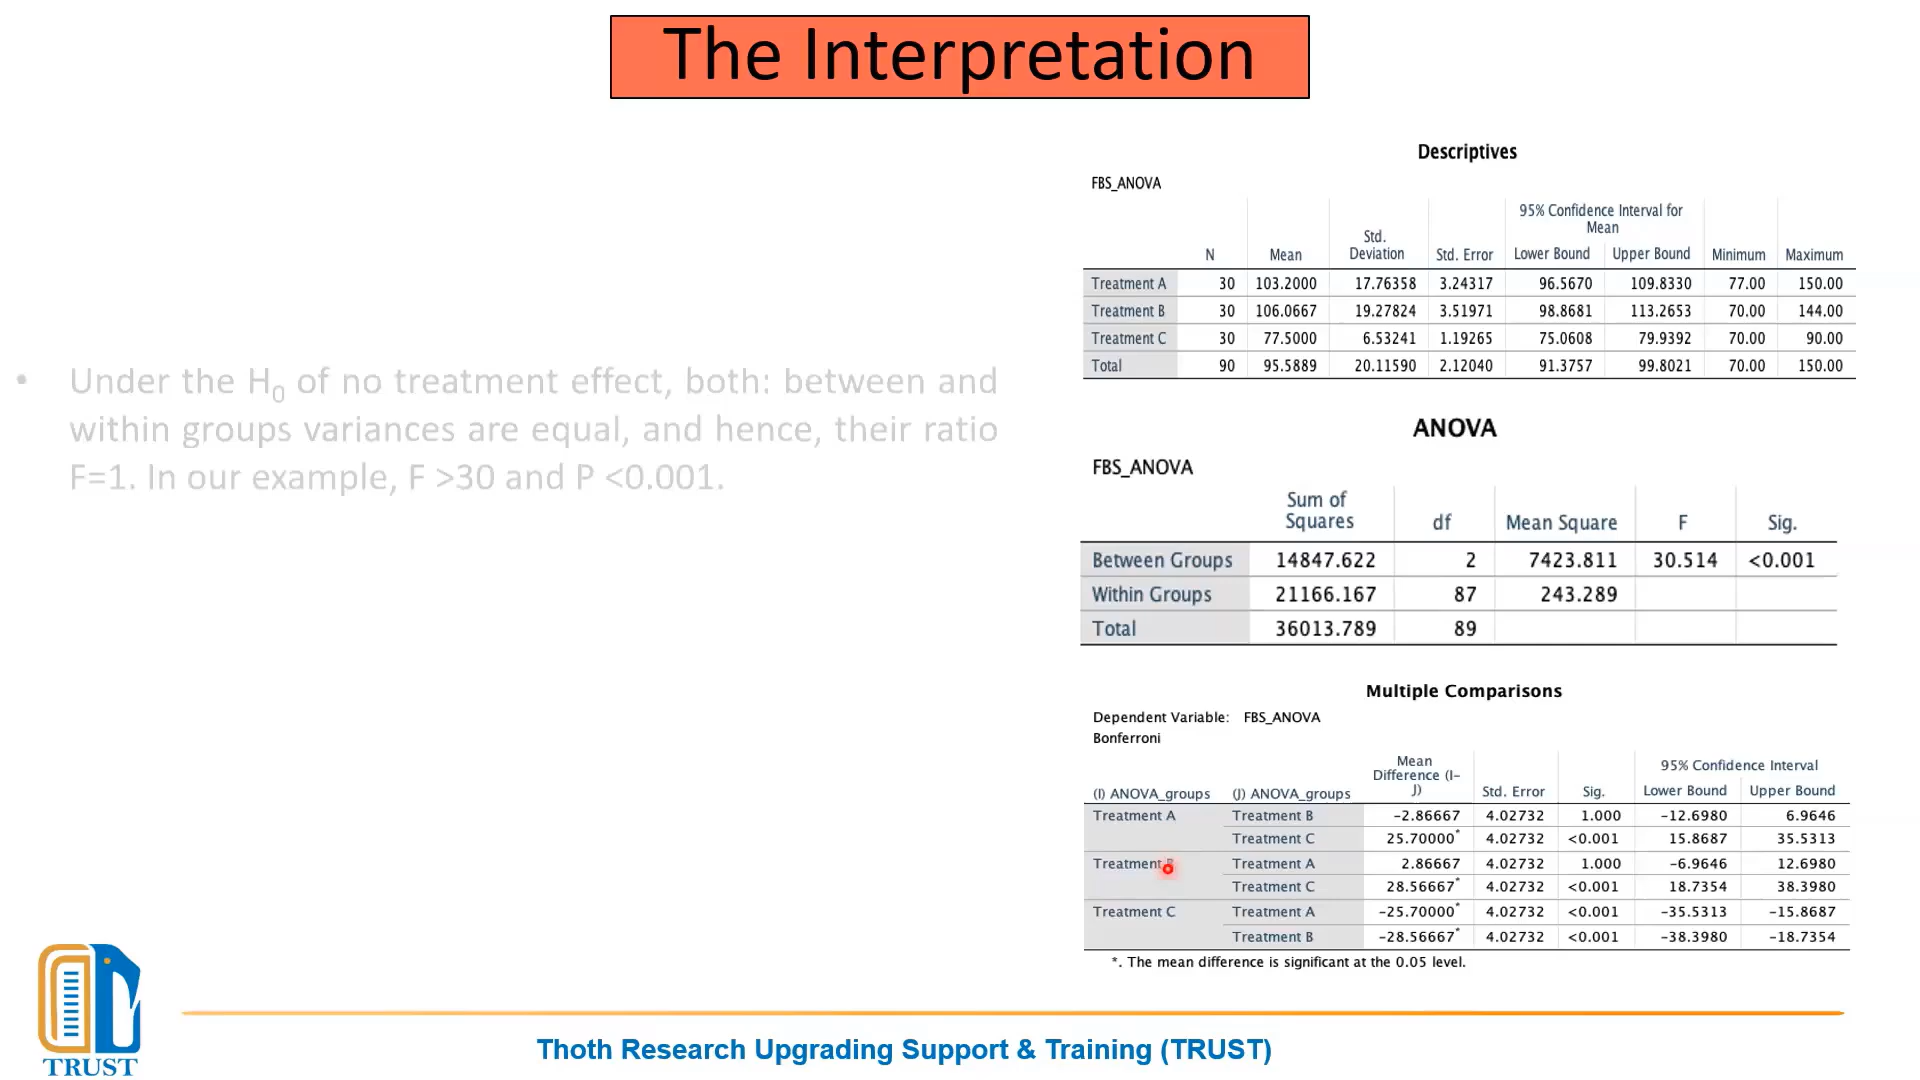 The Interpretation
• Under the H0 of no treatment effect, both: between and
within groups variances are equal, and hence, their ratio
F=1. In our example, F >30 and P <0.001.
Descriptives
FBS_ANOVA
95% Confidence Interval for
Mean
N Mean Std. Deviation Std. Error Lower Bound Upper Bound Minimum Maximum
Treatment A 30 103.2000 17.76358 3.24317 96.5670 109.8330 77.00 150.00
Treatment B 30 106.0667 19.27824 3.51971 98.8681 113.2653 70.00 144.00
Treatment C 30 77.5000 6.53241 1.19265 75.0608 79.9392 70.00 90.00
Total 90 95.5889 20.11590 2.12040 91.3757 99.8021 70.00 150.00
ANOVA
FBS_ANOVA
Sum of Squares df Mean Square F Sig.
Between Groups 14847.622 2 7423.811 30.514 <0.001
Within Groups 21166.167 87 243.289
Total 36013.789 89
Multiple Comparisons
Dependent Variable: FBS_ANOVA
Bonferroni
95% Confidence Interval
(I) ANOVA_groups (J) ANOVA_groups Mean Difference (I-J) Std. Error Sig. Lower Bound Upper Bound
Treatment A Treatment B -2.86667 4.02732 1.000 -12.6980 6.9646
Treatment C 25.70000* 4.02732 <0.001 15.8687 35.5313
Treatment Treatment A 2.86667 4.02732 1.000 -6.9646 12.6980
Treatment C 28.56667* 4.02732 <0.001 18.7354 38.3980
Treatment C Treatment A -25.70000* 4.02732 <0.001 -35.5313 -15.8687
Treatment B -28.56667* 4.02732 <0.001 -38.3980 -18.7354
*. The mean difference is significant at the 0.05 level.
TRUST
Thoth Research Upgrading Support & Training (TRUST)